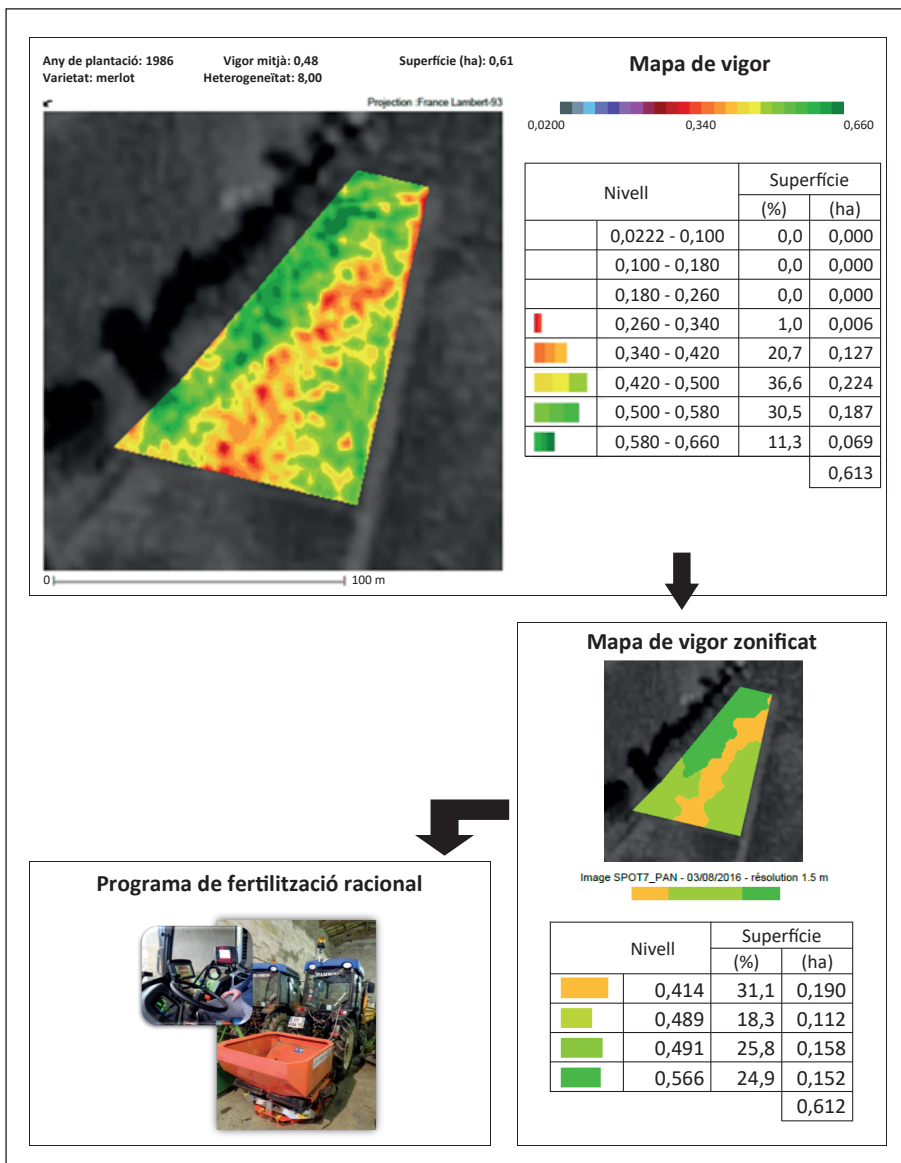 Any de plantació: 1986 Vigor mitjà: 0,48 Superfície (ha): 0,61
Varietat: merlot Heterogeneïtat: 8,00
Projection :France Lambert-93
0 100 m
Mapa de vigor
0,0200 0,340 0,660
Nivell Superfície
(%) (ha)
0,0222 - 0,100 0,0 0,000
0,100 - 0,180 0,0 0,000
0,180 - 0,260 0,0 0,000
0,260 - 0,340 1,0 0,006
0,340 - 0,420 20,7 0,127
0,420 - 0,500 36,6 0,224
0,500 - 0,580 30,5 0,187
0,580 - 0,660 11,3 0,069
0,613
Mapa de vigor zonificat
Image SPOT7_PAN - 03/08/2016 - résolution 1.5 m
Nivell Superfície
(%) (ha)
0,414 31,1 0,190
0,489 18,3 0,112
0,491 25,8 0,158
0,566 24,9 0,152
0,612
Programa de fertilització racional